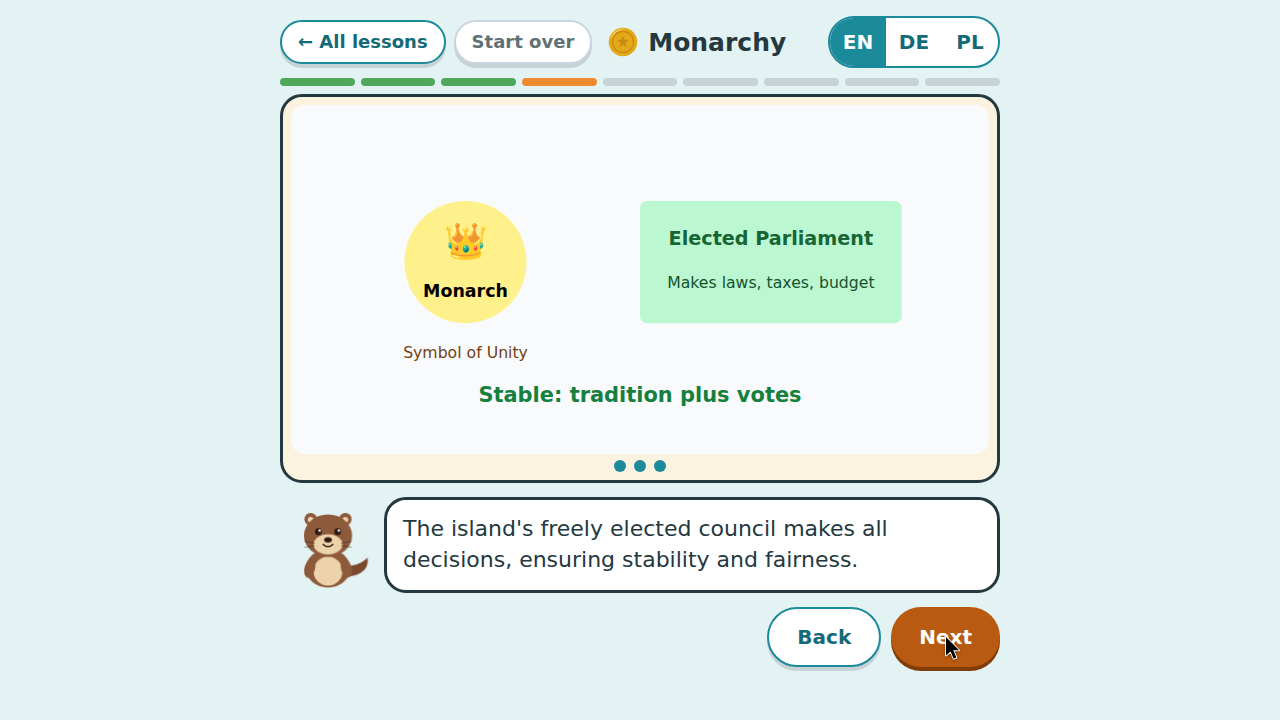 ← All lessons
Start over
Monarchy
EN
DE
PL
Monarch
Symbol of Unity
Elected Parliament
Makes laws, taxes, budget
Stable: tradition plus votes
The island's freely elected council makes all
decisions, ensuring stability and fairness.
Back
Next